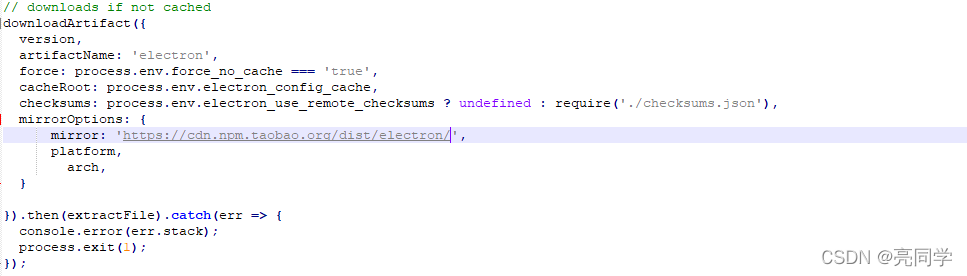 // downloads if not cached
downloadArtifact({
  version,
  artifactName: 'electron',
  force: process.env.force_no_cache === 'true',
  cacheRoot: process.env.electron_config_cache,
  checksums: process.env.electron_use_remote_checksums ? undefined : require('./checksums.json'),
  mirrorOptions: {
      mirror: 'https://cdn.npm.taobao.org/dist/electron/',
      platform,
        arch,
  }

}).then(extractFile).catch(err => {
  console.error(err.stack);
  process.exit(1);
});
CSDN @亮同学